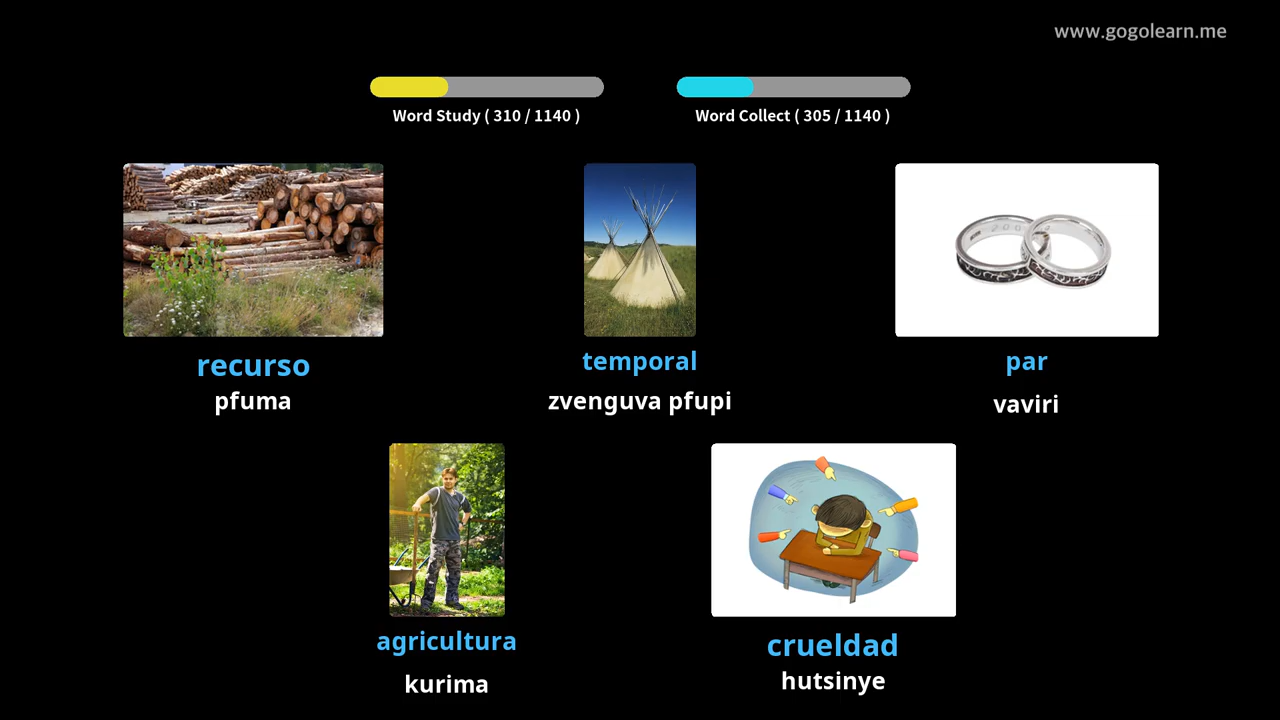 www.gogolearn.me
Word Study ( 310 / 1140 )
Word Collect ( 305 / 1140 )
recurso
pfuma
temporal
zvenguva pfupi
par
vaviri
agricultura
kurima
crueldad
hutsinye